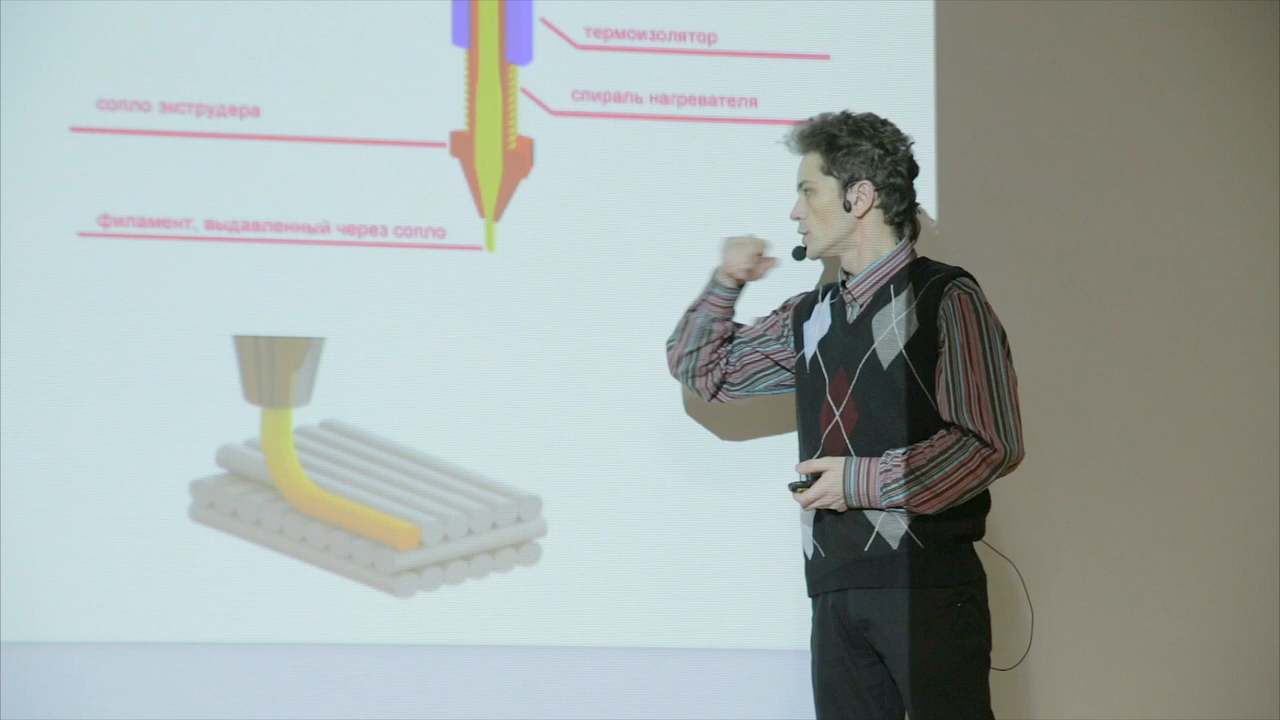 термоизолятор
спираль нагревателя
сопло экструдера
филамент, выдавленный через сопло